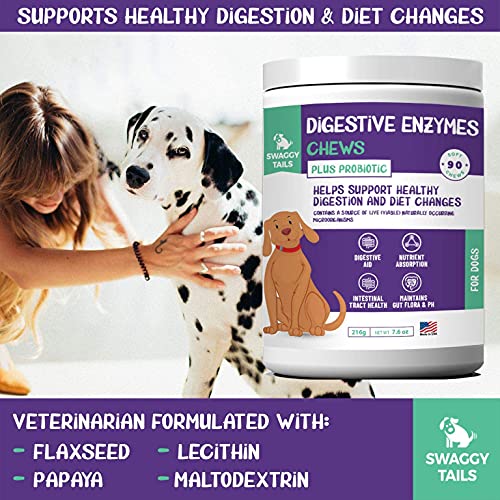 SUPPORTS HEALTHY DIGESTION & DIET CHANGES
SWAGGY
TAILS
DIGESTIVE ENZYMES
CHEWS
PLUS PROBIOTIC
SOFT
90
CHEWS
HELPS SUPPORT HEALTHY
DIGESTION AND DIET CHANGES
CONTAINS A SOURCE OF LIVE (VIABLE) NATURALLY OCCURRING
MICROORGANISMS
DIGESTIVE
AID
NUTRIENT
ABSORPTION
INTESTINAL
TRACT HEALTH
MAINTAINS
GUT FLORA & PH
FOR DOGS
216g NET WT 7.6 oz
VETERINARIAN FORMULATED WITH:
- FLAXSEED - LECITHIN
- PAPAYA - MALTODEXTRIN
SWAGGY
TAILS